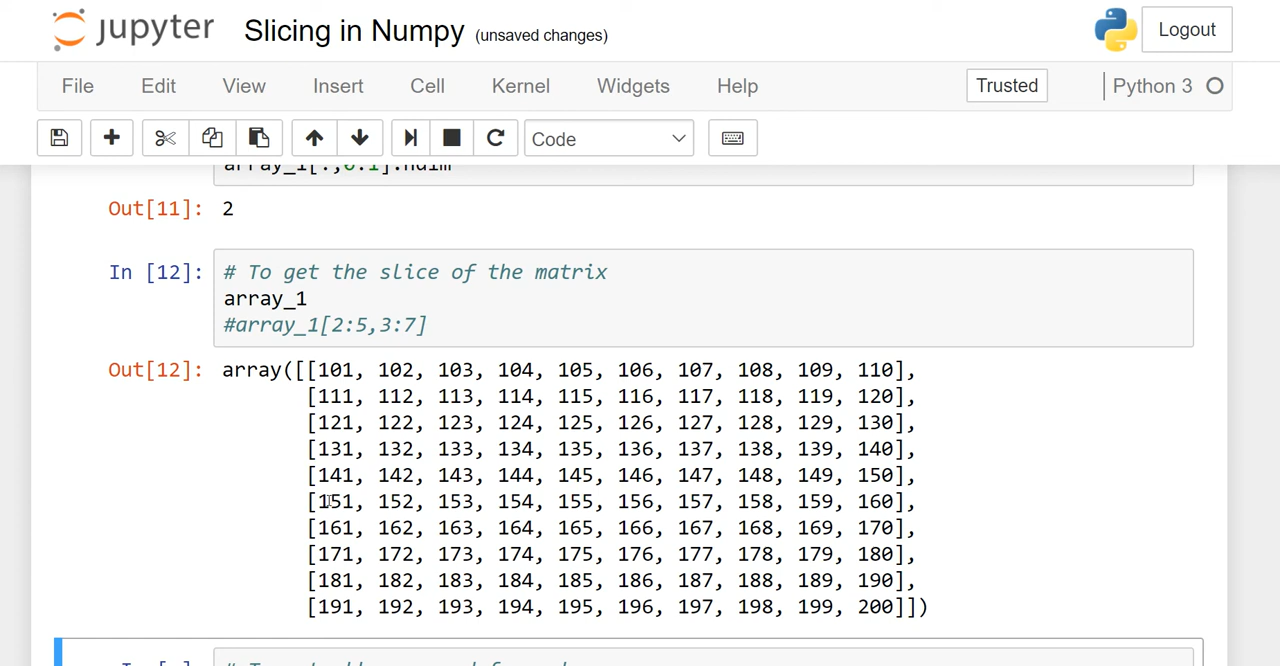 jupyter Slicing in Numpy (unsaved changes) Logout
File Edit View Insert Cell Kernel Widgets Help Trusted Python 3
Code
Out[11]: 2
In [12]: # To get the slice of the matrix
array_1
#array_1[2:5,3:7]
Out[12]: array([[101, 102, 103, 104, 105, 106, 107, 108, 109, 110],
[111, 112, 113, 114, 115, 116, 117, 118, 119, 120],
[121, 122, 123, 124, 125, 126, 127, 128, 129, 130],
[131, 132, 133, 134, 135, 136, 137, 138, 139, 140],
[141, 142, 143, 144, 145, 146, 147, 148, 149, 150],
[151, 152, 153, 154, 155, 156, 157, 158, 159, 160],
[161, 162, 163, 164, 165, 166, 167, 168, 169, 170],
[171, 172, 173, 174, 175, 176, 177, 178, 179, 180],
[181, 182, 183, 184, 185, 186, 187, 188, 189, 190],
[191, 192, 193, 194, 195, 196, 197, 198, 199, 200]])